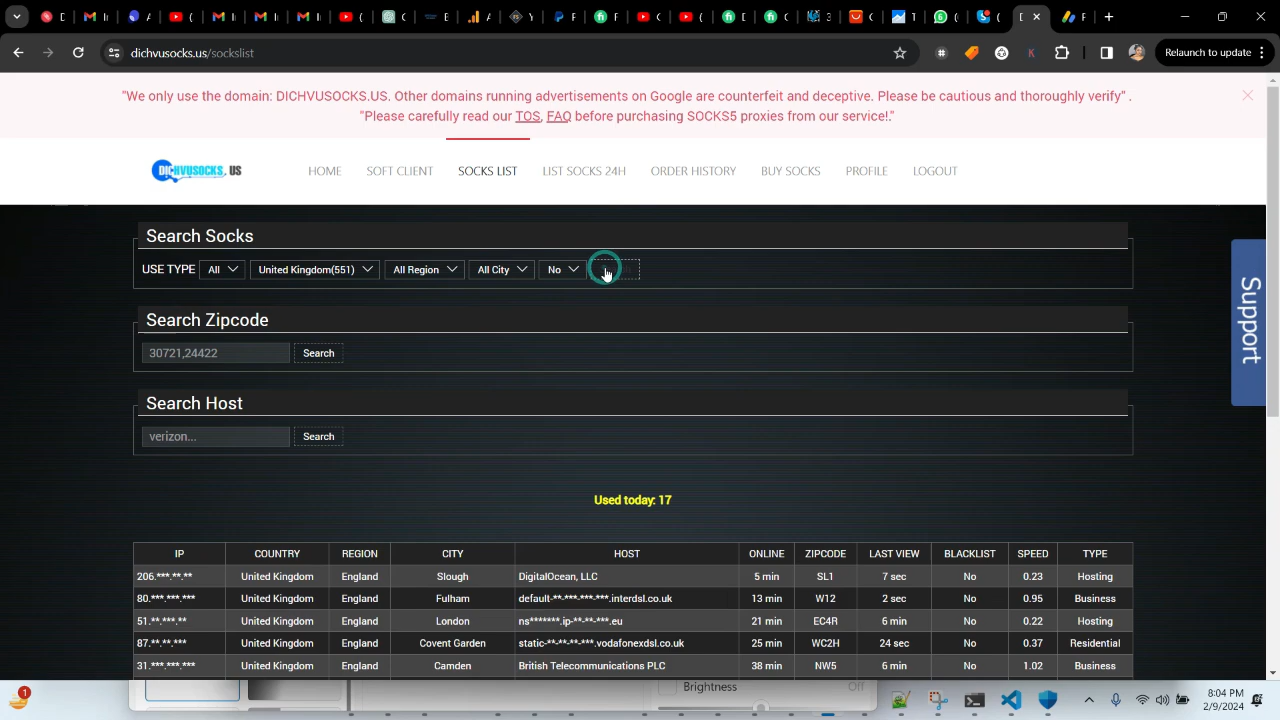 dichvusocks.us/sockslist
Relaunch to update
"We only use the domain: DICHVUSOCKS.US. Other domains running advertisements on Google are counterfeit and deceptive. Please be cautious and thoroughly verify" .
"Please carefully read our TOS, FAQ before purchasing SOCKS5 proxies from our service!."
DICHVUSOCKS. US HOME SOFT CLIENT SOCKS LIST LIST SOCKS 24H ORDER HISTORY BUY SOCKS PROFILE LOGOUT
Search Socks
USE TYPE All United Kingdom(551) All Region All City No
Search Zipcode
30721,24422 Search
Search Host
verizon... Search
Support
Used today: 17
IP COUNTRY REGION CITY HOST ONLINE ZIPCODE LAST VIEW BLACKLIST SPEED TYPE
206.***.**.** United Kingdom England Slough DigitalOcean, LLC 5 min SL1 7 sec No 0.23 Hosting
80.***.***.*** United Kingdom England Fulham default-**-***-***-***.interdsl.co.uk 13 min W12 2 sec No 0.95 Business
51.**.***.** United Kingdom England London ns*******.ip-**-**-***.eu 21 min EC4R 6 min No 0.22 Hosting
87.**.**.*** United Kingdom England Covent Garden static-**-**-**-***.vodafonexdsl.co.uk 25 min WC2H 24 sec No 0.37 Residential
31.***.***.*** United Kingdom England Camden British Telecommunications PLC 38 min NW5 6 min No 1.02 Business
Brightness Off
1
8:04 PM
2/9/2024